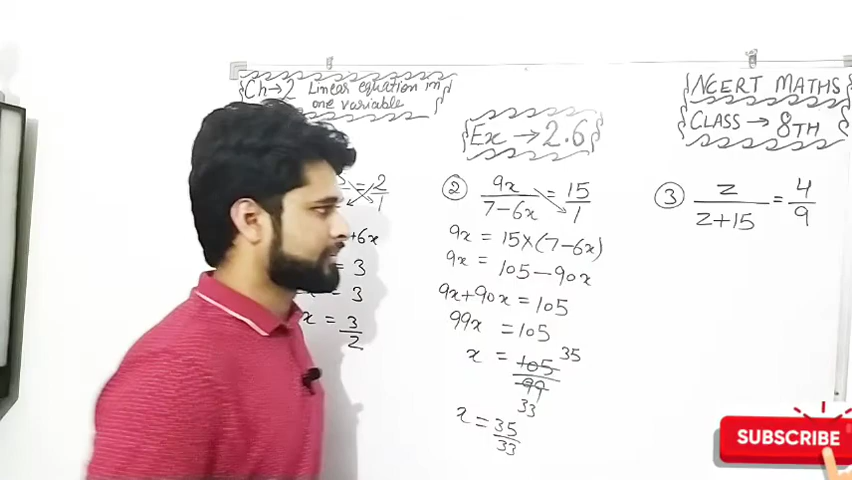 Ch→2 Linear equation in
one variable
NCERT MATHS
CLASS → 8TH
Ex → 2.6
= 2/1
+6x
= 3
= 3
x = 3/2
② 9x/7-6x = 15/1
9x = 15×(7-6x)
9x = 105-90x
9x+90x = 105
99x = 105
x = 105/99 35
33
x = 35/33
③ z/z+15 = 4/9
SUBSCRIBE